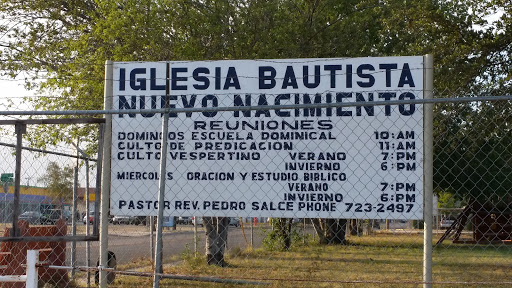 IGLESIA BAUTISTA
NUEVO NACIMIENTO
REUNIONES
DOMINGOS ESCUELA DOMINICAL 10:AM
CULTO DE PREDICACION 11:AM
CULTO VESPERTINO VERANO 7:PM
INVIERNO 6:PM
MIERCOLES ORACION Y ESTUDIO BIBLICO
VERANO 7:PM
INVIERNO 6:PM
PASTOR REV. PEDRO SALCE PHONE 723-2497